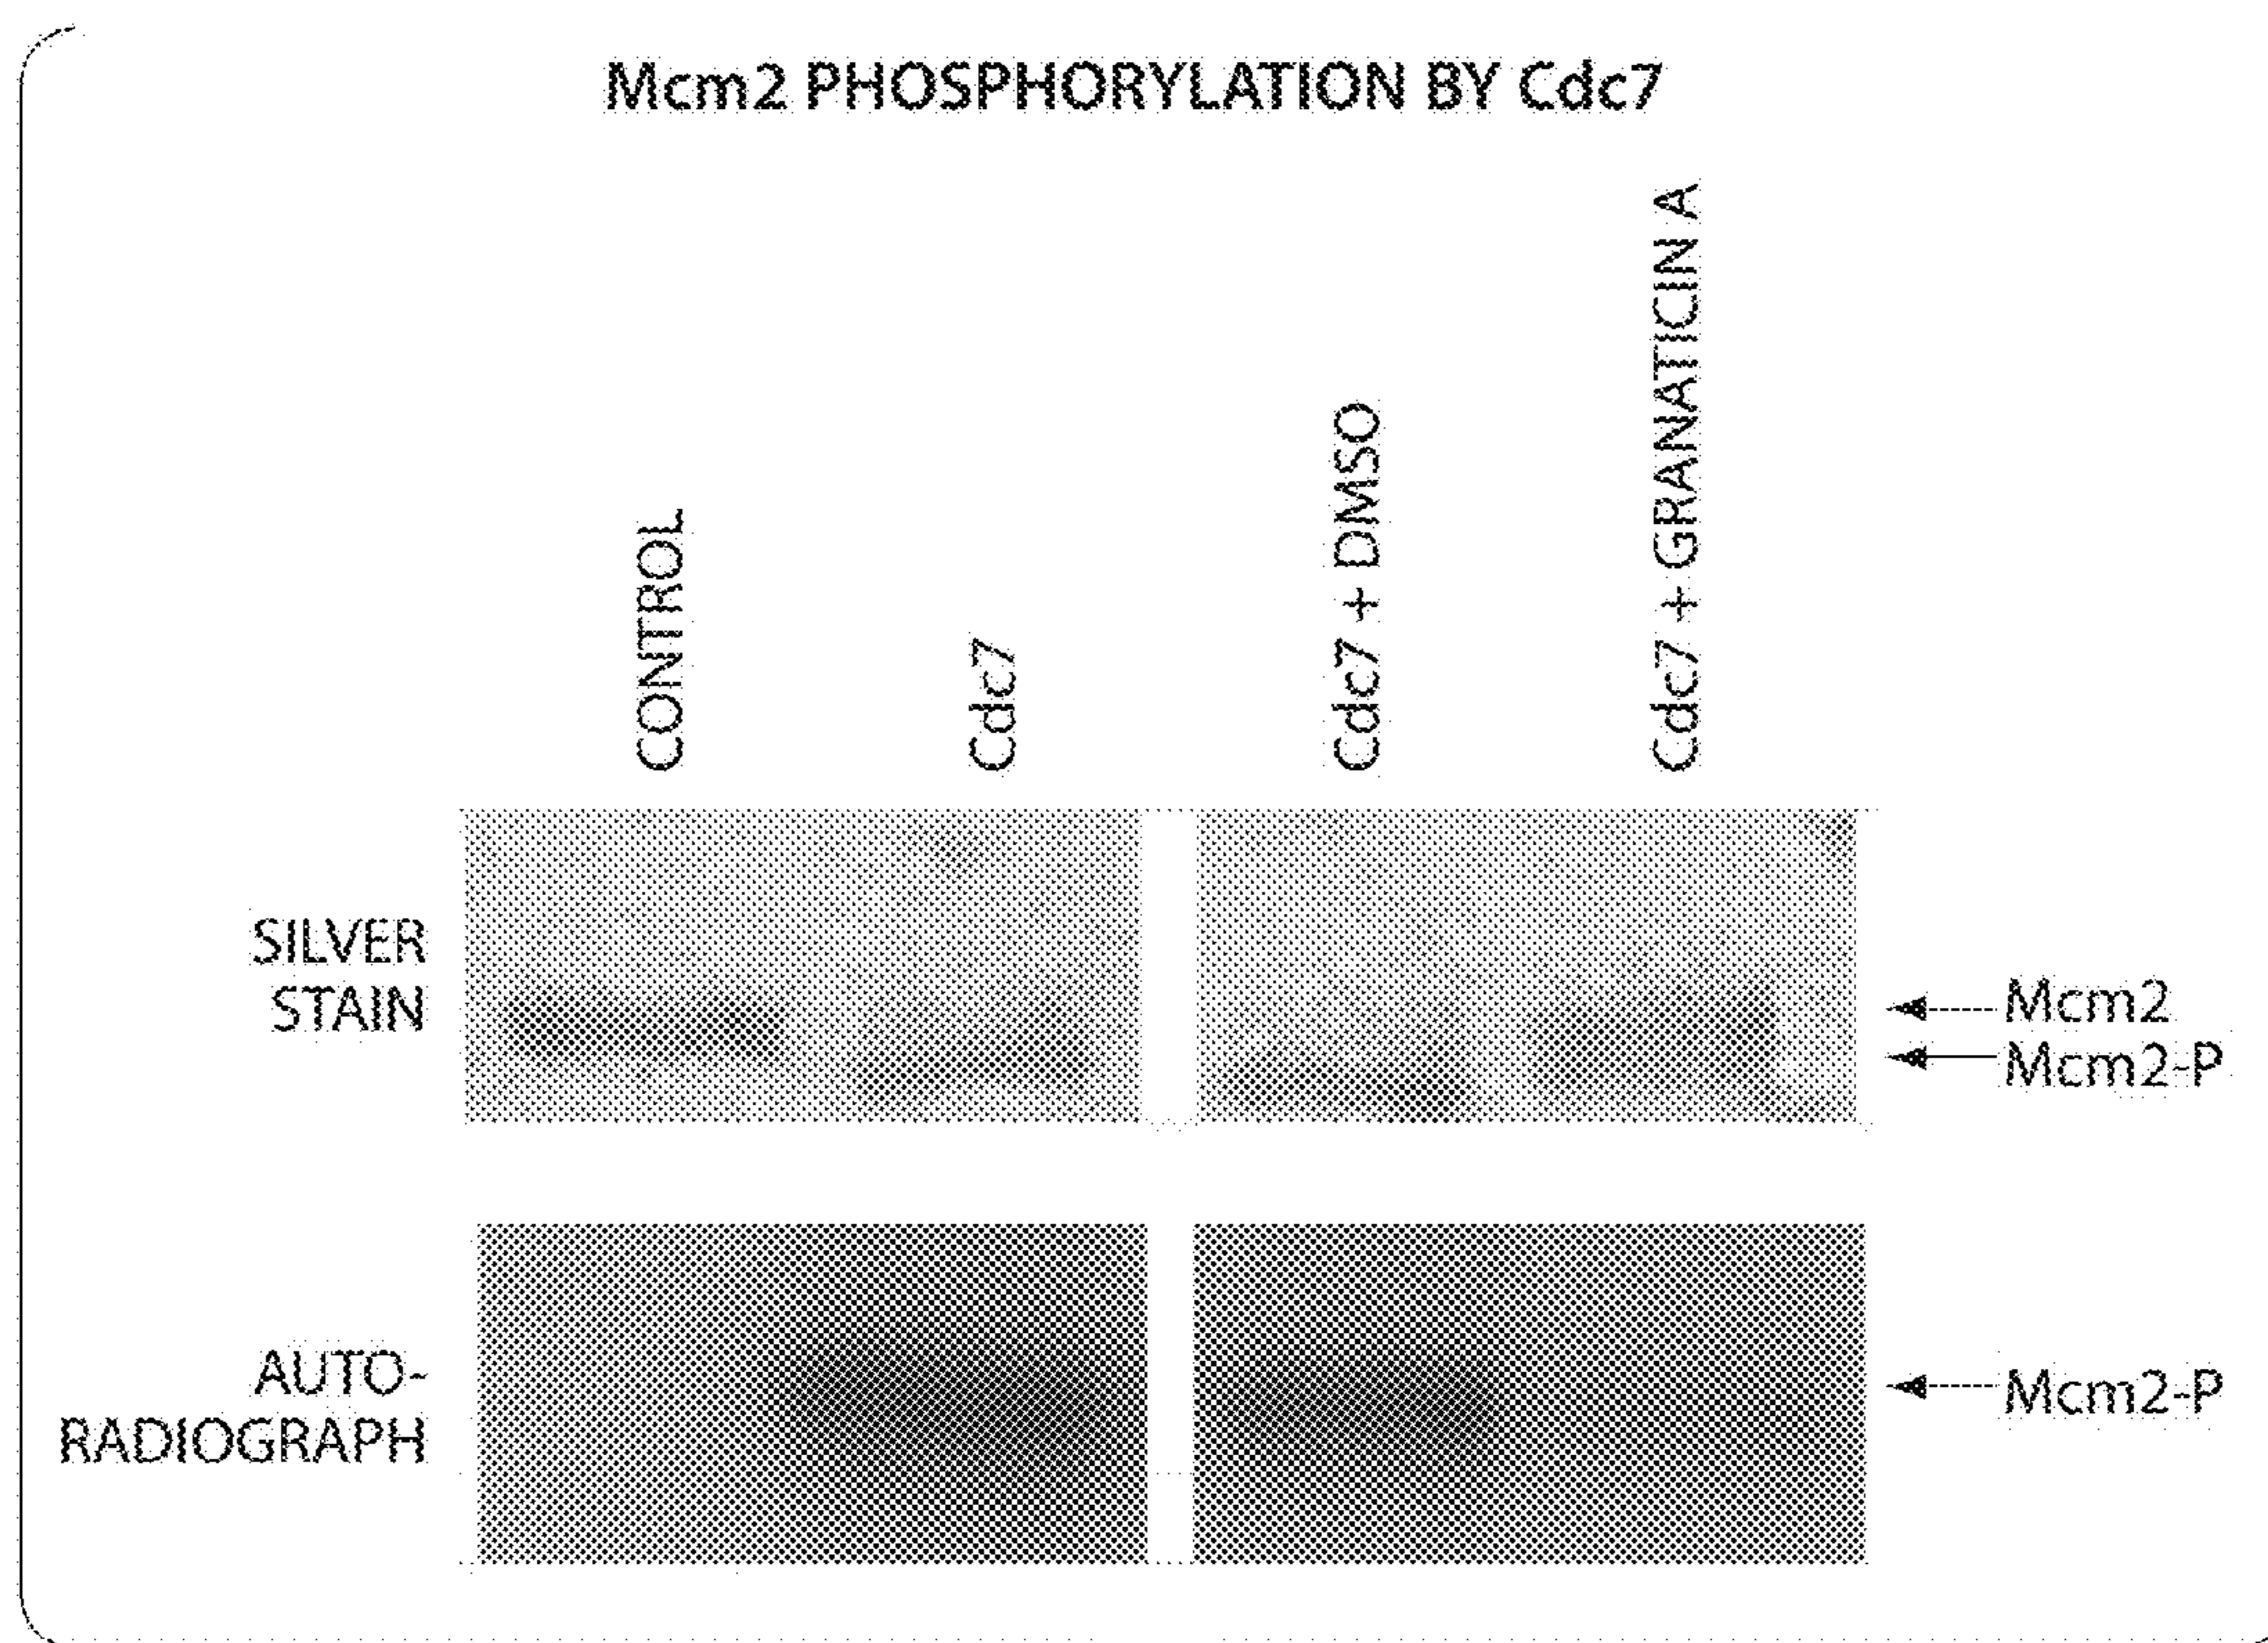 Mcm2 PHOSPHORYLATION BY Cdc7
CONTROL
Cdc7
Cdc7 + DMSO
Cdc7 + GRANATICIN A
SILVER
STAIN
Mcm2
Mcm2-P
AUTO-
RADIOGRAPH
Mcm2-P